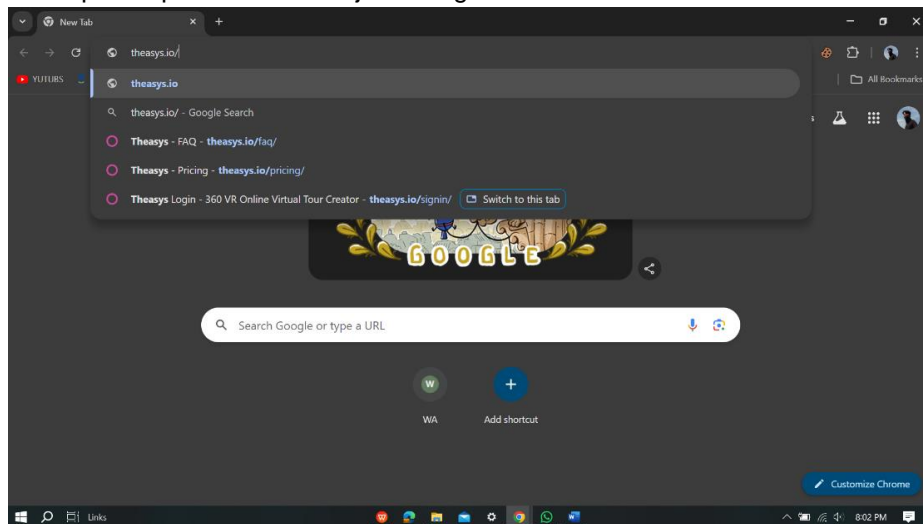 New Tab
theasys.io/
YUTUBS
All Bookmarks
theasys.io
theasys.io/ - Google Search
Theasys - FAQ - theasys.io/faq/
Theasys - Pricing - theasys.io/pricing/
Theasys Login - 360 VR Online Virtual Tour Creator - theasys.io/signin/ Switch to this tab
GOOGLE
Search Google or type a URL
W
WA
Add shortcut
Customize Chrome
Links
8:02 PM